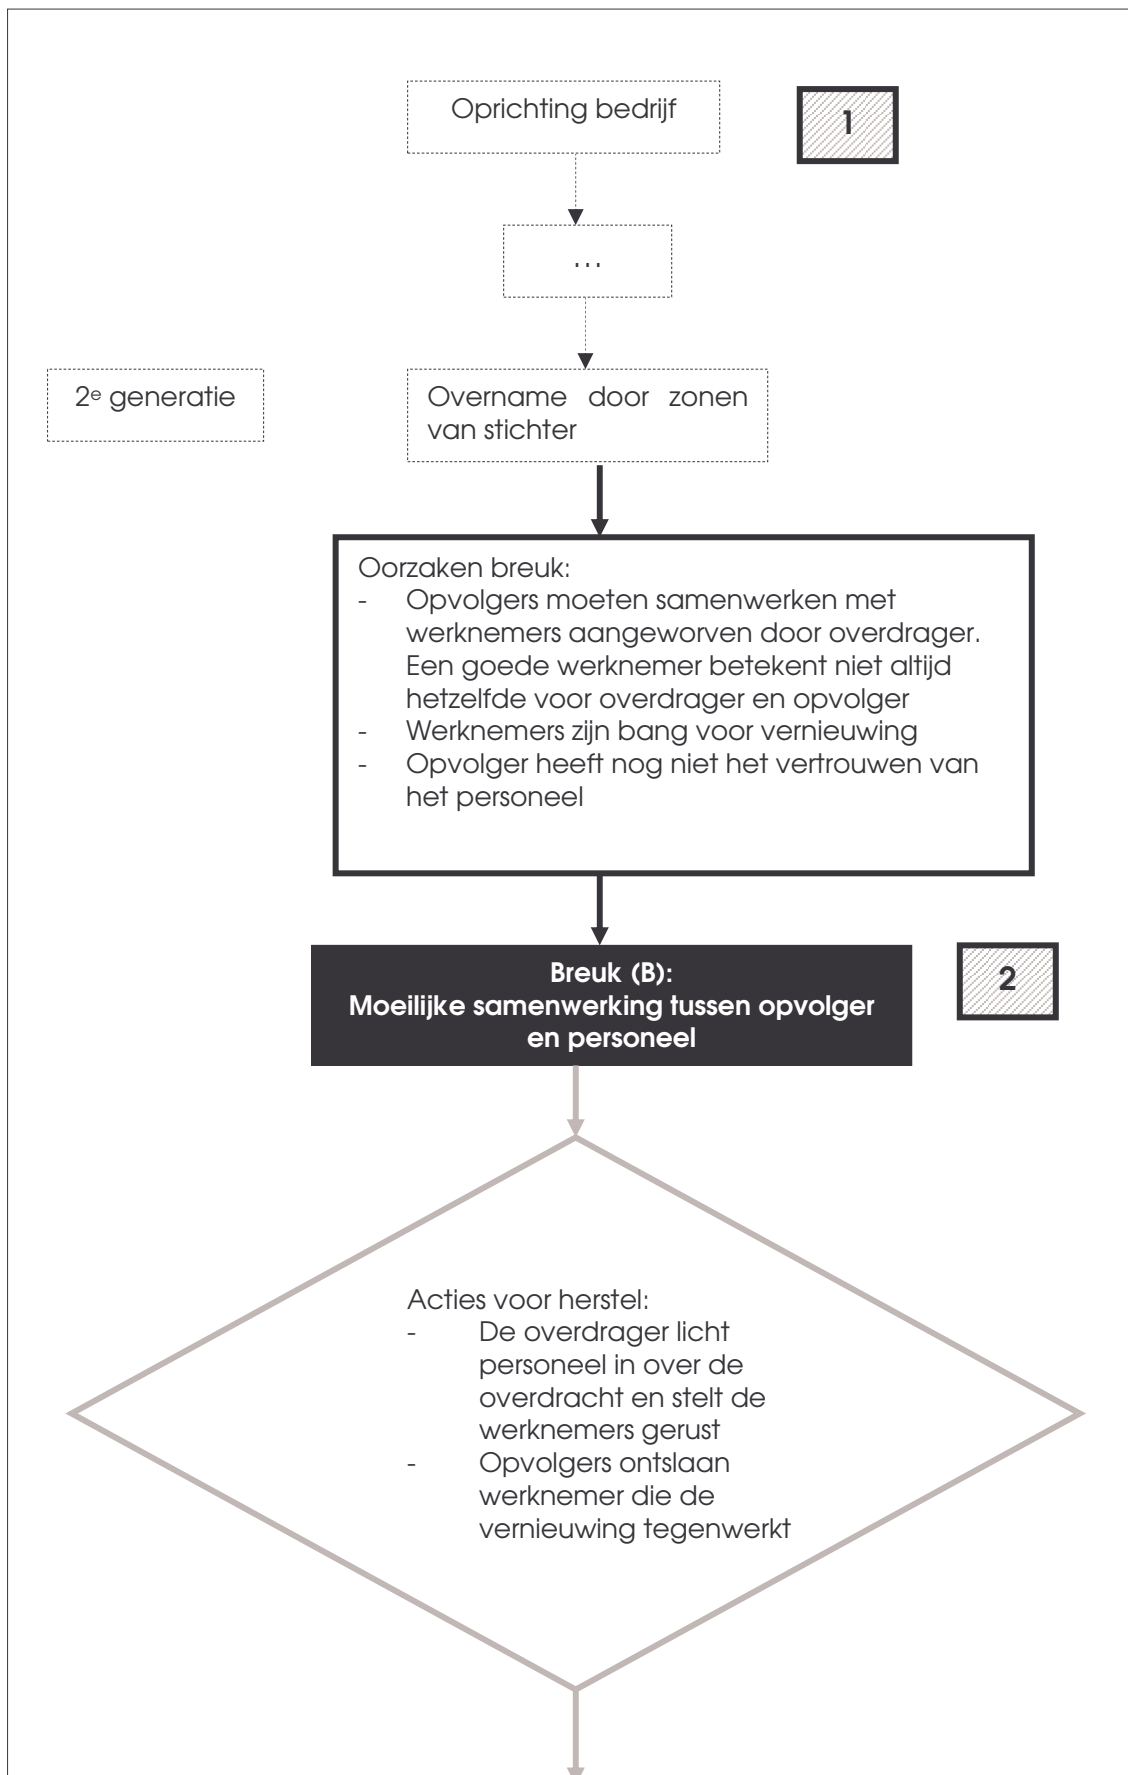 Oprichting bedrijf
1
...
2e generatie
Overname door zonen
van stichter
Oorzaken breuk:
- Opvolgers moeten samenwerken met
werknemers aangeworven door overdrager.
Een goede werknemer betekent niet altijd
hetzelfde voor overdrager en opvolger
- Werknemers zijn bang voor vernieuwing
- Opvolger heeft nog niet het vertrouwen van
het personeel
Breuk (B):
Moeilijke samenwerking tussen opvolger
en personeel
2
Acties voor herstel:
- De overdrager licht
personeel in over de
overdracht en stelt de
werknemers gerust
- Opvolgers ontslaan
werknemer die de
vernieuwing tegenwerkt